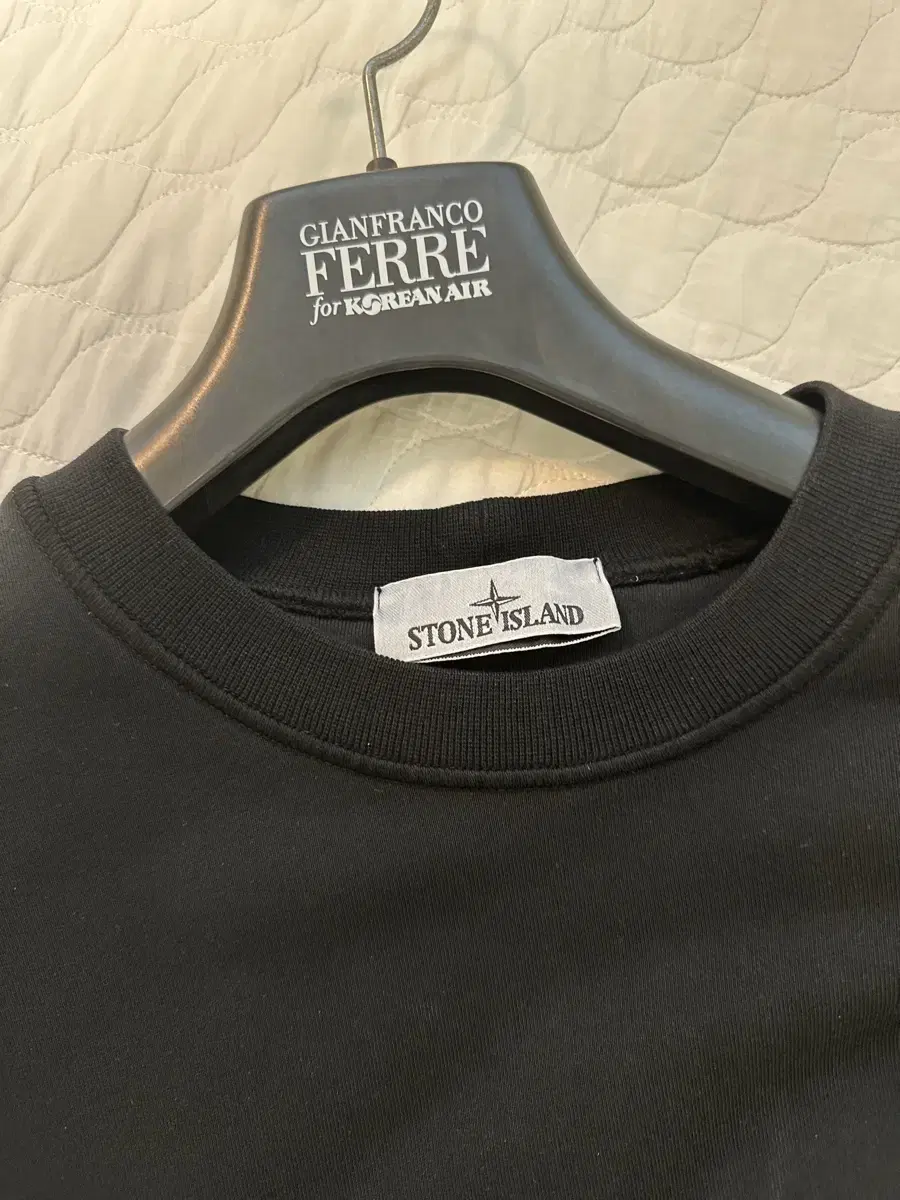 GIANFRANCO
FERRE
for KOREAN AIR
STONE ISLAND